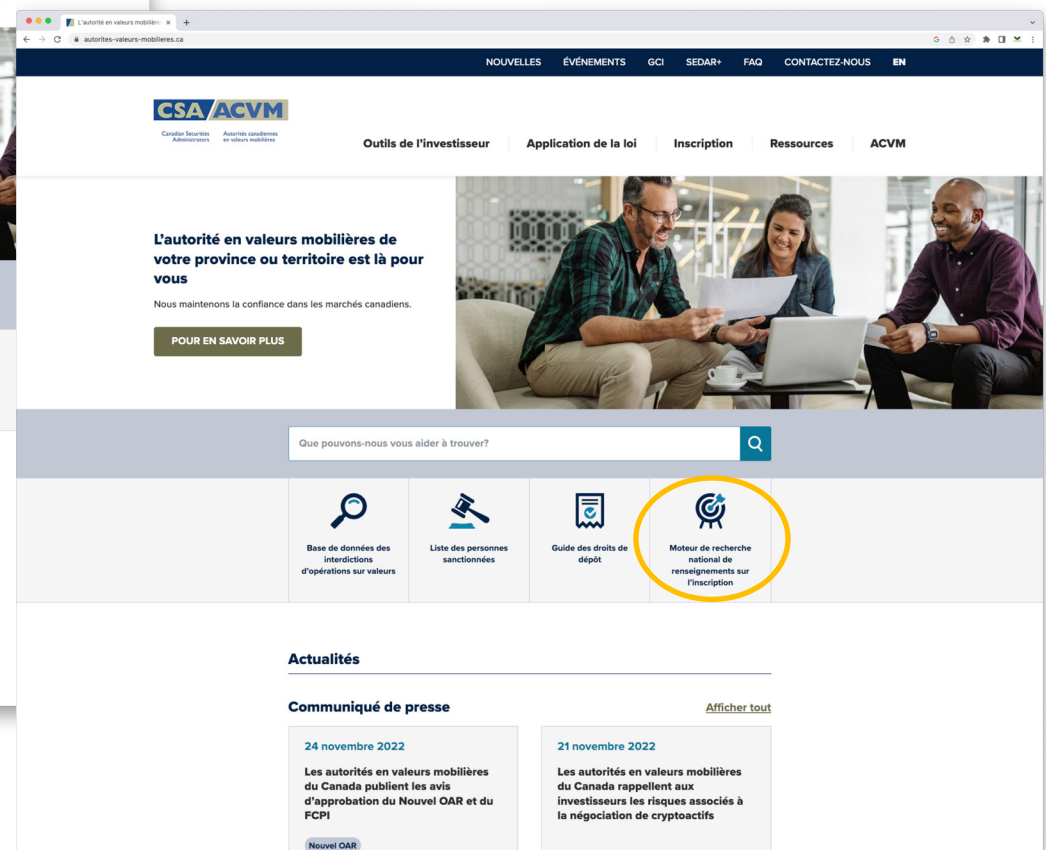 L'autorité en valeurs mobilière
autorites-valeurs-mobilieres.ca
NOUVELLES ÉVÉNEMENTS GCI SEDAR+ FAQ CONTACTEZ-NOUS EN
CSA ACVM
Canadian Securities Administrators
Autorités canadiennes en valeurs mobilières
Outils de l'investisseur Application de la loi Inscription Ressources ACVM
L'autorité en valeurs mobilières de
votre province ou territoire est là pour
vous
Nous maintenons la confiance dans les marchés canadiens.
POUR EN SAVOIR PLUS
Que pouvons-nous vous aider à trouver?
Base de données des
interdictions
d'opérations sur valeurs
Liste des personnes
sanctionnées
Guide des droits de
dépôt
Moteur de recherche
national de
renseignements sur
l'inscription
Actualités
Communiqué de presse
Afficher tout
24 novembre 2022
Les autorités en valeurs mobilières
du Canada publient les avis
d'approbation du Nouvel OAR et du
FCPI
Nouvel OAR
21 novembre 2022
Les autorités en valeurs mobilières
du Canada rappellent aux
investisseurs les risques associés à
la négociation de cryptoactifs